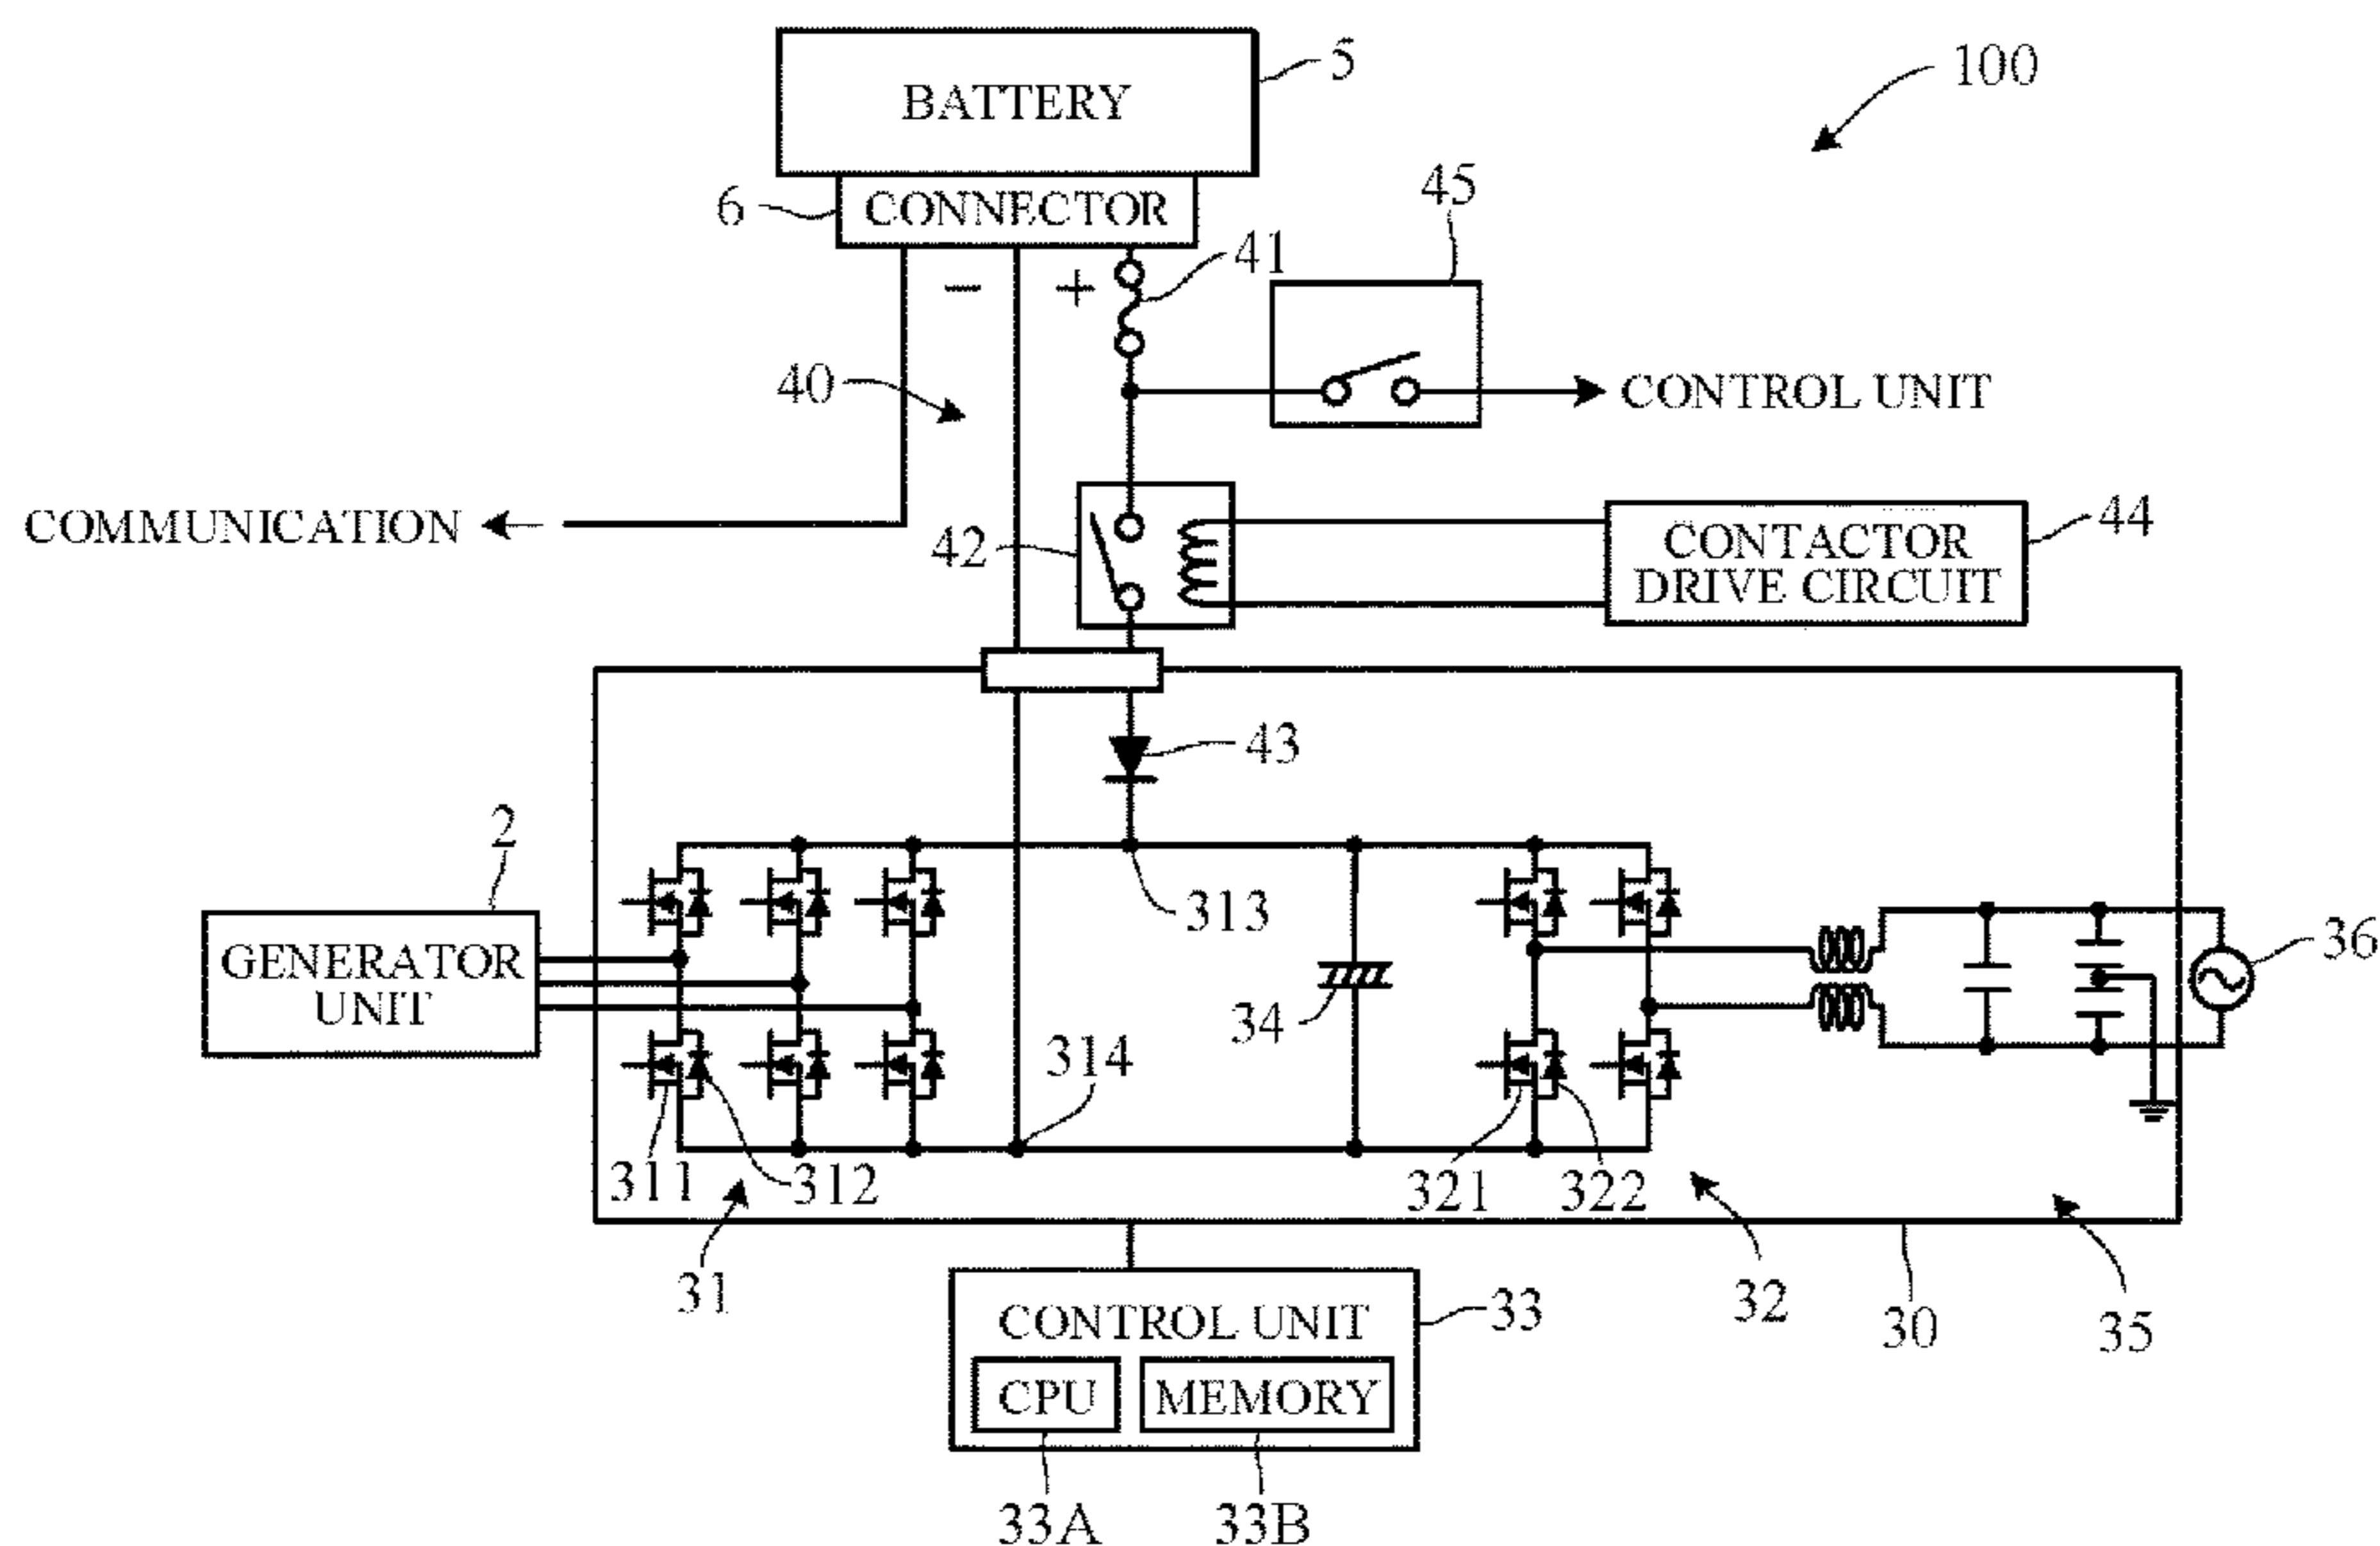 BATTERY
5
100
6
CONNECTOR
45
41
− +
40
CONTROL UNIT
COMMUNICATION
42
CONTACTOR
DRIVE CIRCUIT
44
43
2
313
GENERATOR
UNIT
36
34
314
311
312
321
322
31
32
30
35
CONTROL UNIT
33
CPU
MEMORY
33A
33B